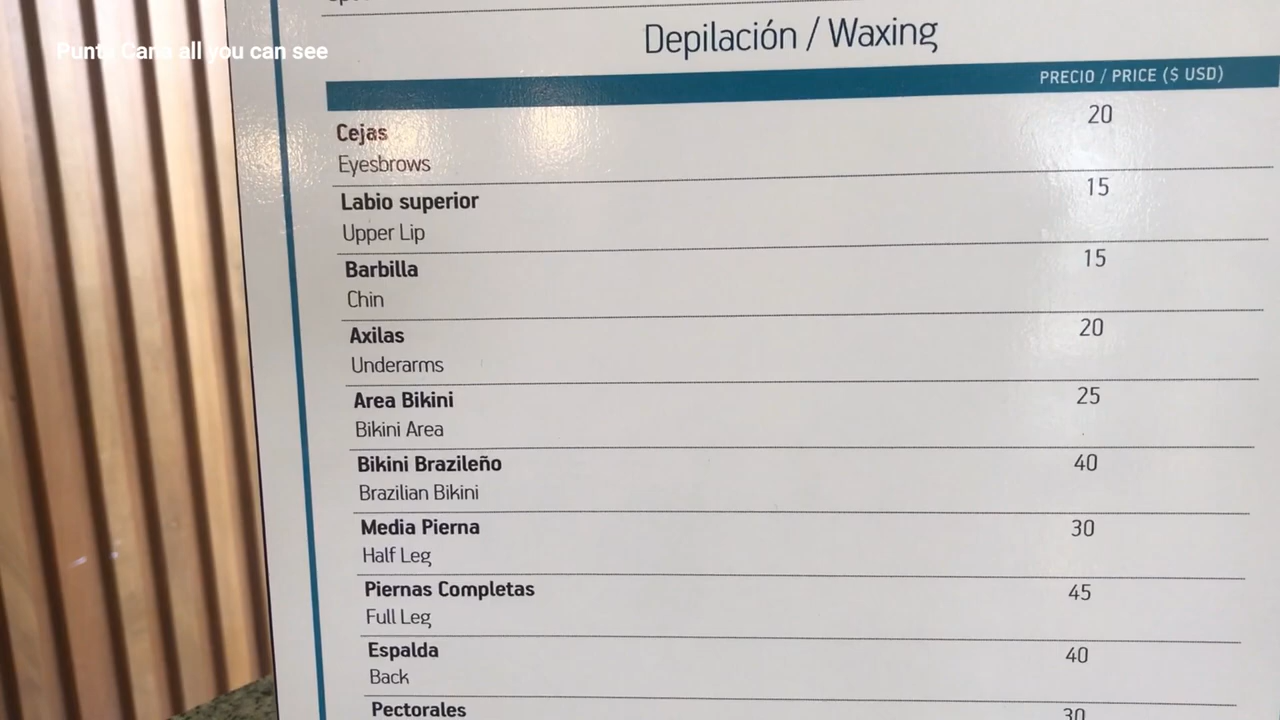 Punta Cana all you can see
Depilación / Waxing
PRECIO / PRICE ($ USD)
Cejas
Eyesbrows
20
Labio superior
Upper Lip
15
Barbilla
Chin
15
Axilas
Underarms
20
Area Bikini
Bikini Area
25
Bikini Brazileño
Brazilian Bikini
40
Media Pierna
Half Leg
30
Piernas Completas
Full Leg
45
Espalda
Back
40
Pectorales
30